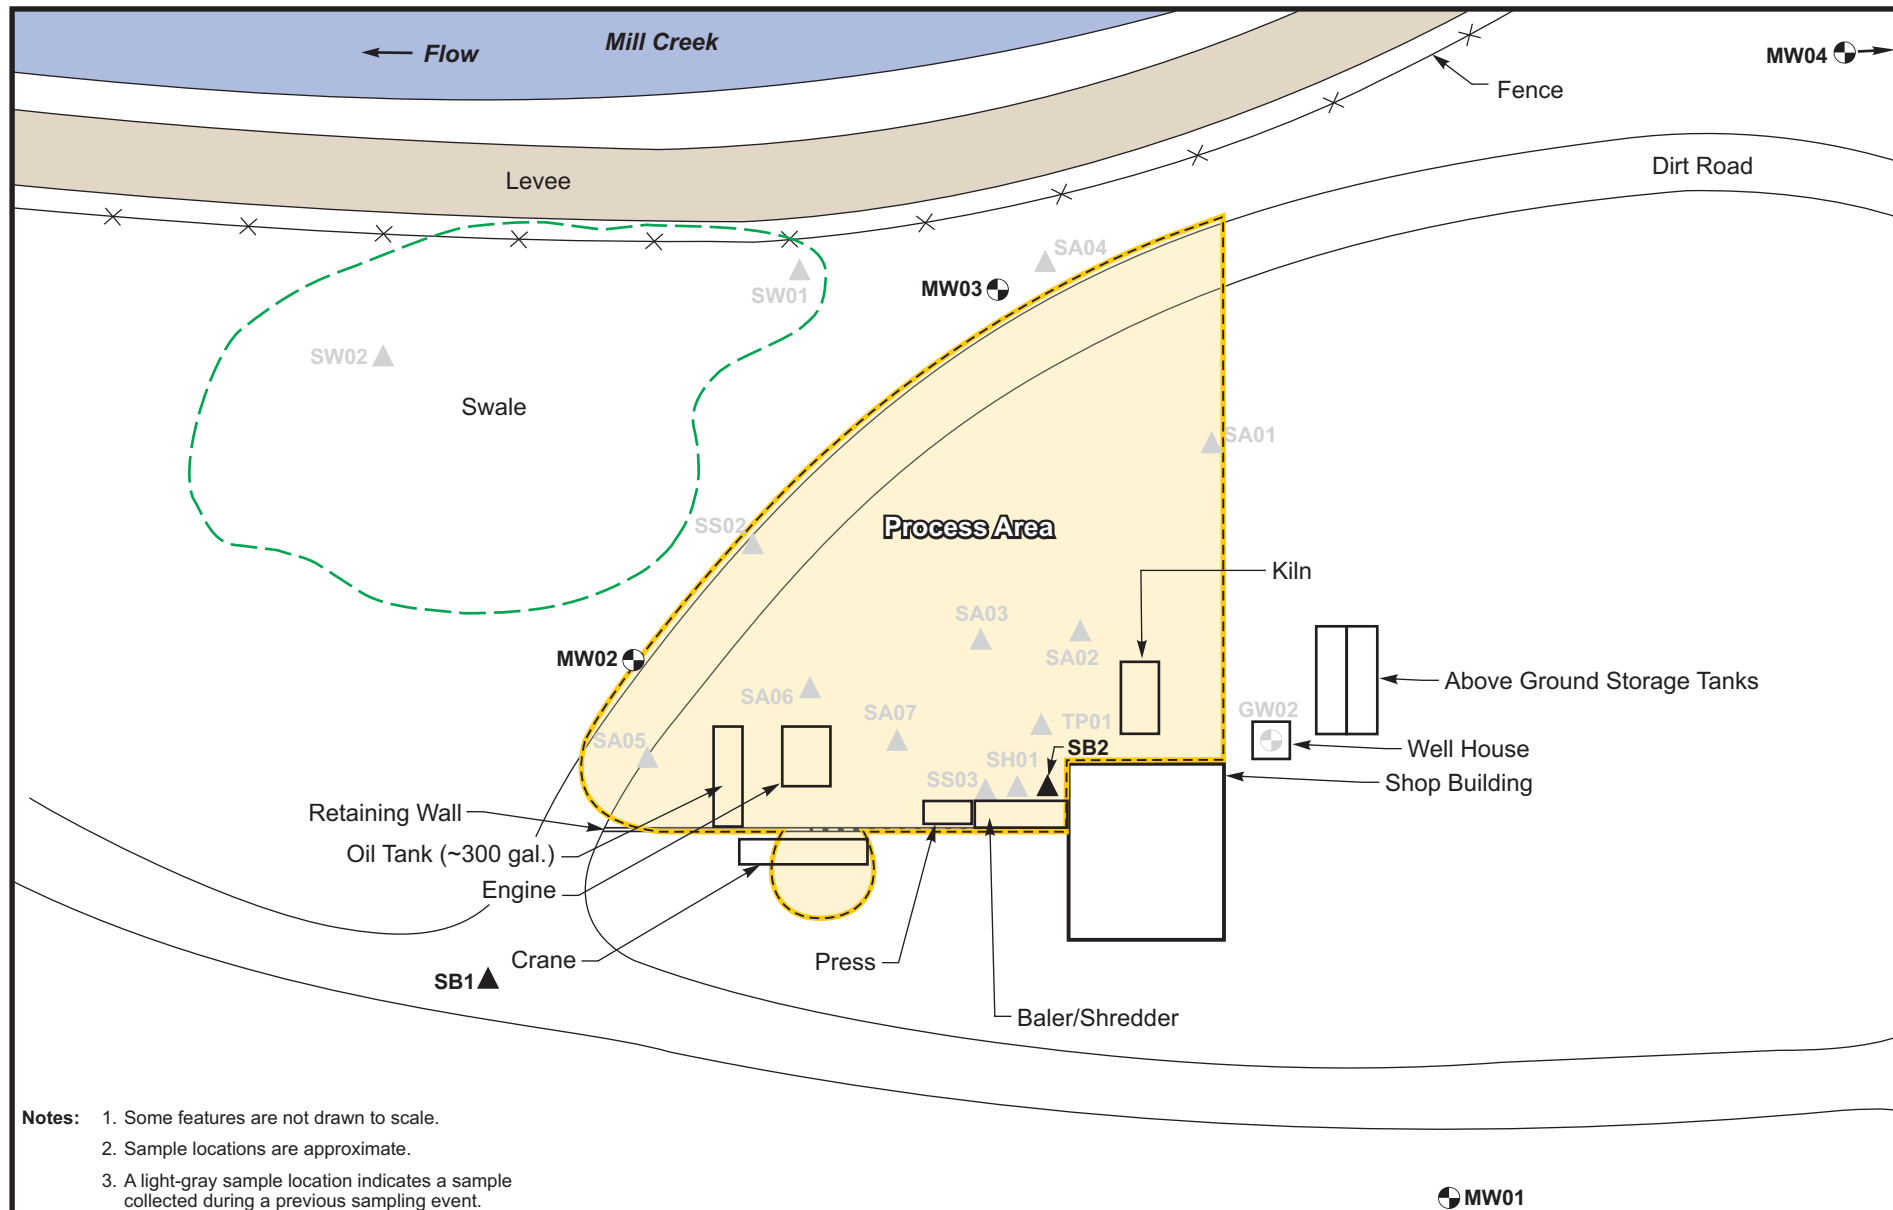 Mill Creek
Flow
MW04
Fence
Dirt Road
Levee
SA04
SW01
MW03
SW02
Swale
SA01
SS02
Process Area
Kiln
SA03
SA02
MW02
SA06
Above Ground Storage Tanks
SA07
TP01
GW02
SA05
SB2
Well House
SH01
SS03
Shop Building
Retaining Wall
Oil Tank (~300 gal.)
Engine
Crane
Press
SB1
Baler/Shredder
Notes: 1. Some features are not drawn to scale.
2. Sample locations are approximate.
3. A light-gray sample location indicates a sample
collected during a previous sampling event.
MW01